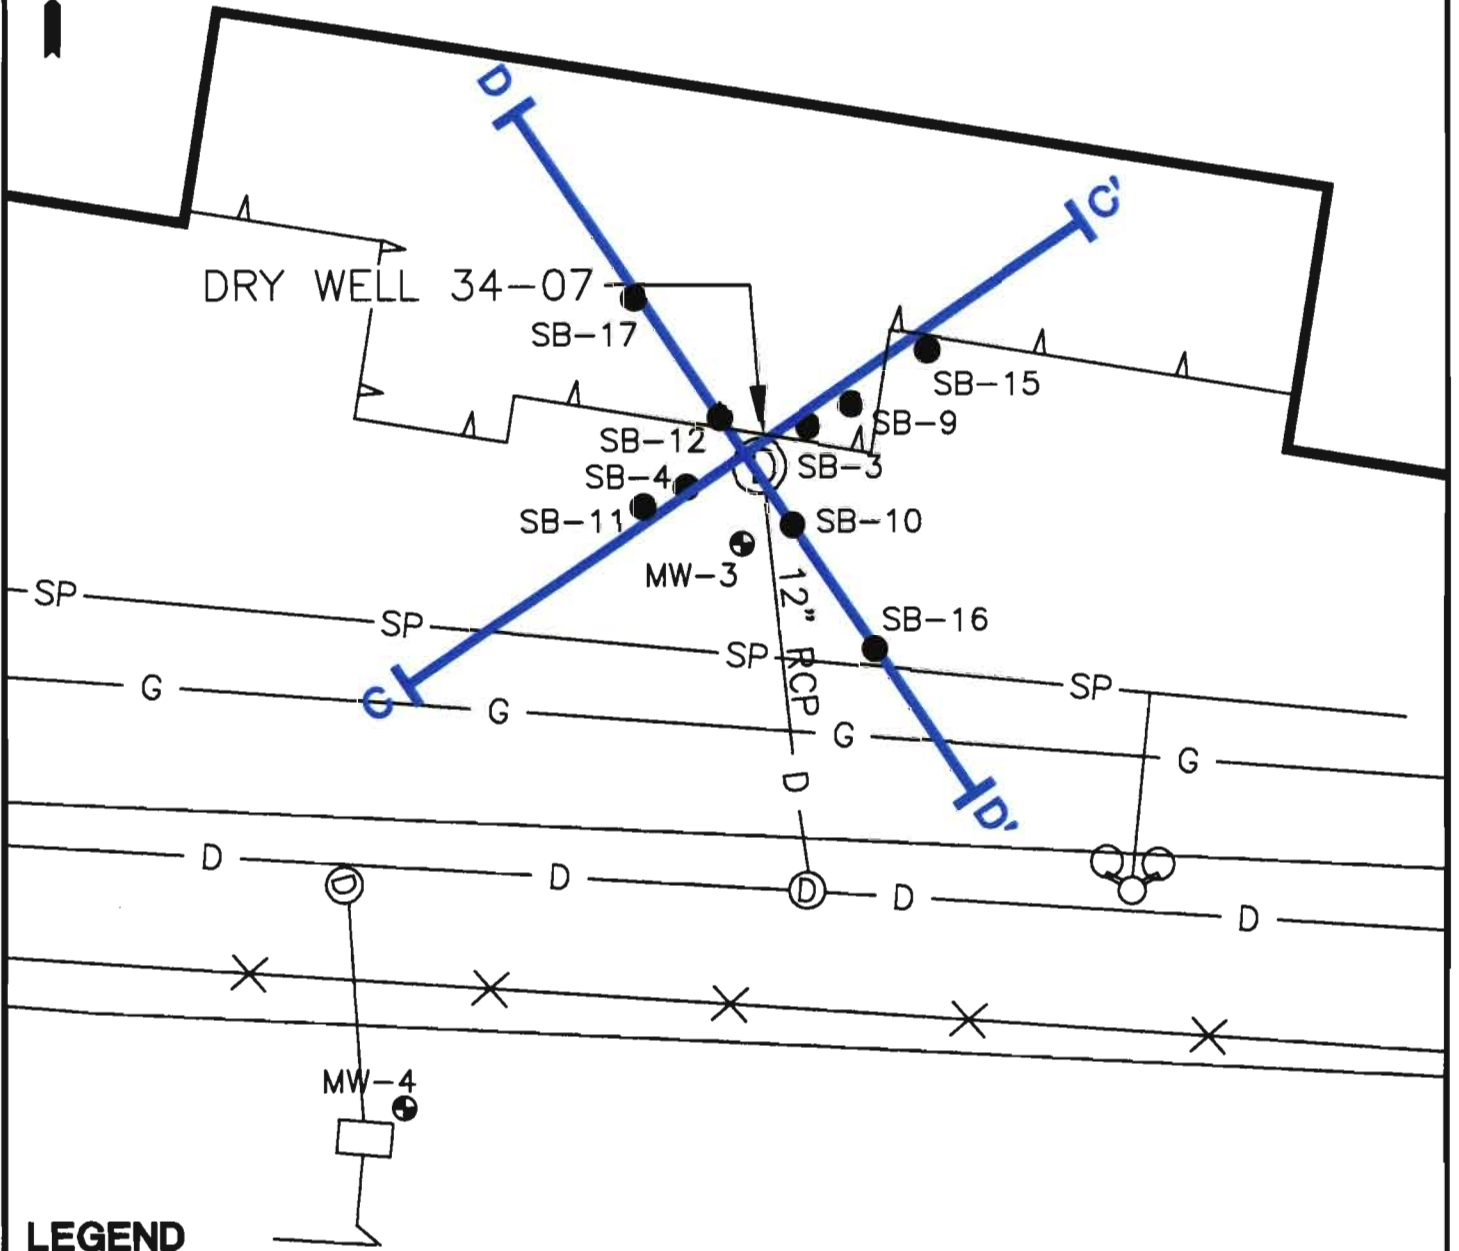 D
C'
DRY WELL 34-07
SB-17
SB-15
SB-9
SB-12
SB-3
SB-4
D
SB-11
SB-10
MW-3
12" RCP
SP
SP
SP
SP
SB-16
C
G
G
G
G
D
D'
D
D
D
D
D
D
MW-4
LEGEND